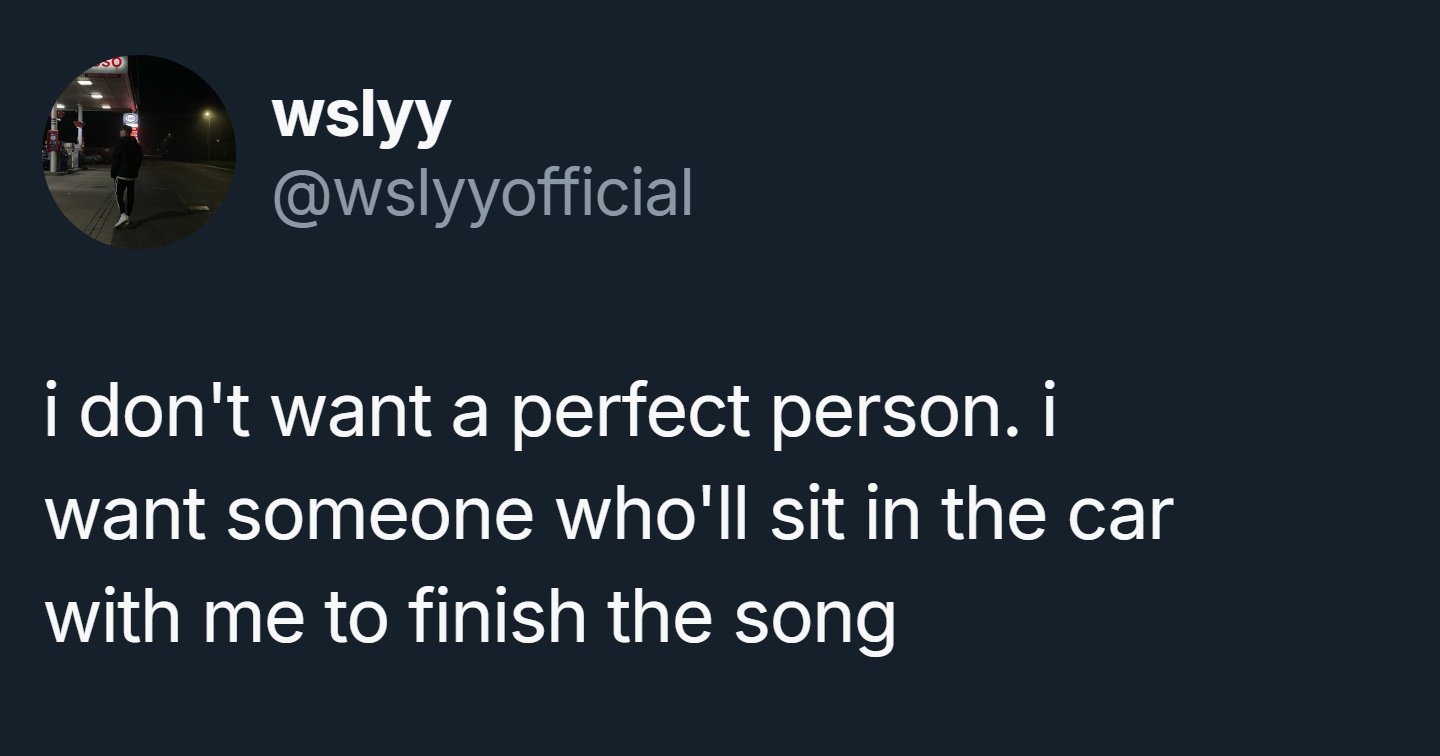 wslyy
@wslyyofficial
i don't want a perfect person. i
want someone who'll sit in the car
with me to finish the song